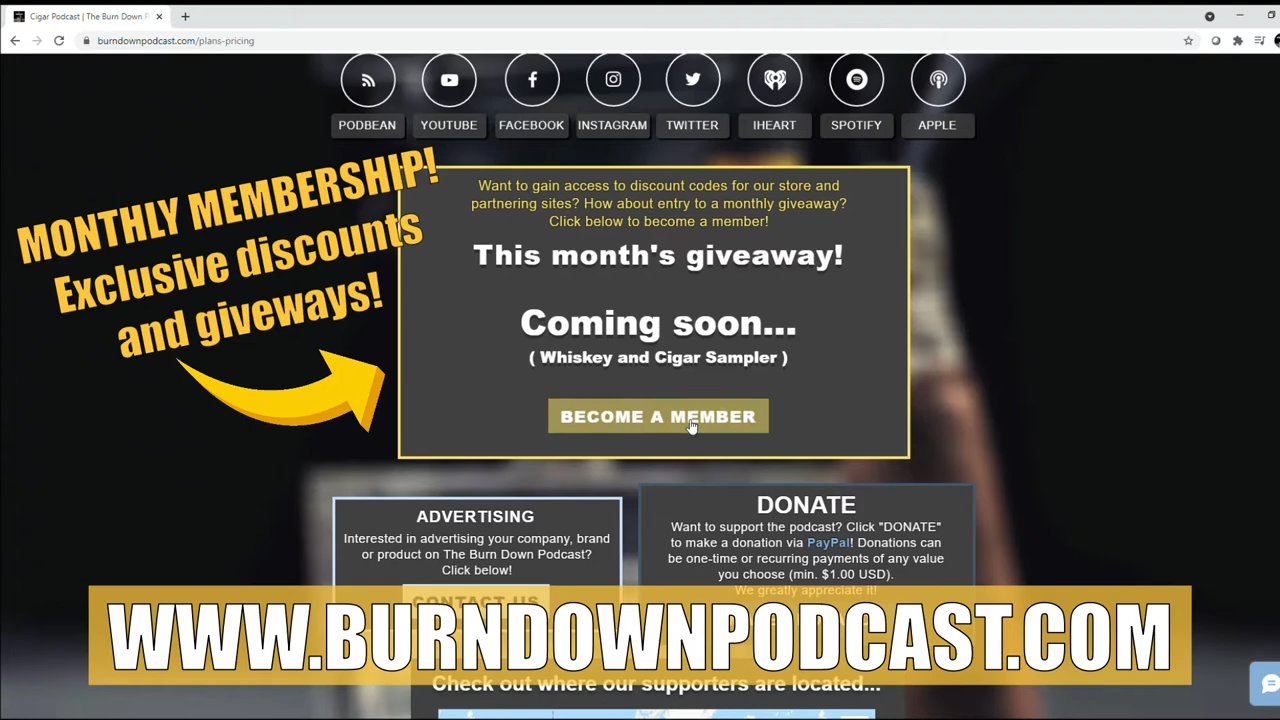 Cigar Podcast | The Burn Down P
burndownpodcast.com/plans-pricing
PODBEAN YOUTUBE FACEBOOK INSTAGRAM TWITTER IHEART SPOTIFY APPLE
MONTHLY MEMBERSHIP!
Exclusive discounts
and giveways!
Want to gain access to discount codes for our store and
partnering sites? How about entry to a monthly giveaway?
Click below to become a member!
This month's giveaway!
Coming soon...
( Whiskey and Cigar Sampler )
BECOME A MEMBER
ADVERTISING
Interested in advertising your company, brand
or product on The Burn Down Podcast?
Click below!
CONTACT US
DONATE
Want to support the podcast? Click "DONATE"
to make a donation via PayPal! Donations can
be one-time or recurring payments of any value
you choose (min. $1.00 USD).
We greatly appreciate it!
WWW.BURNDOWNPODCAST.COM
Check out where our supporters are located...